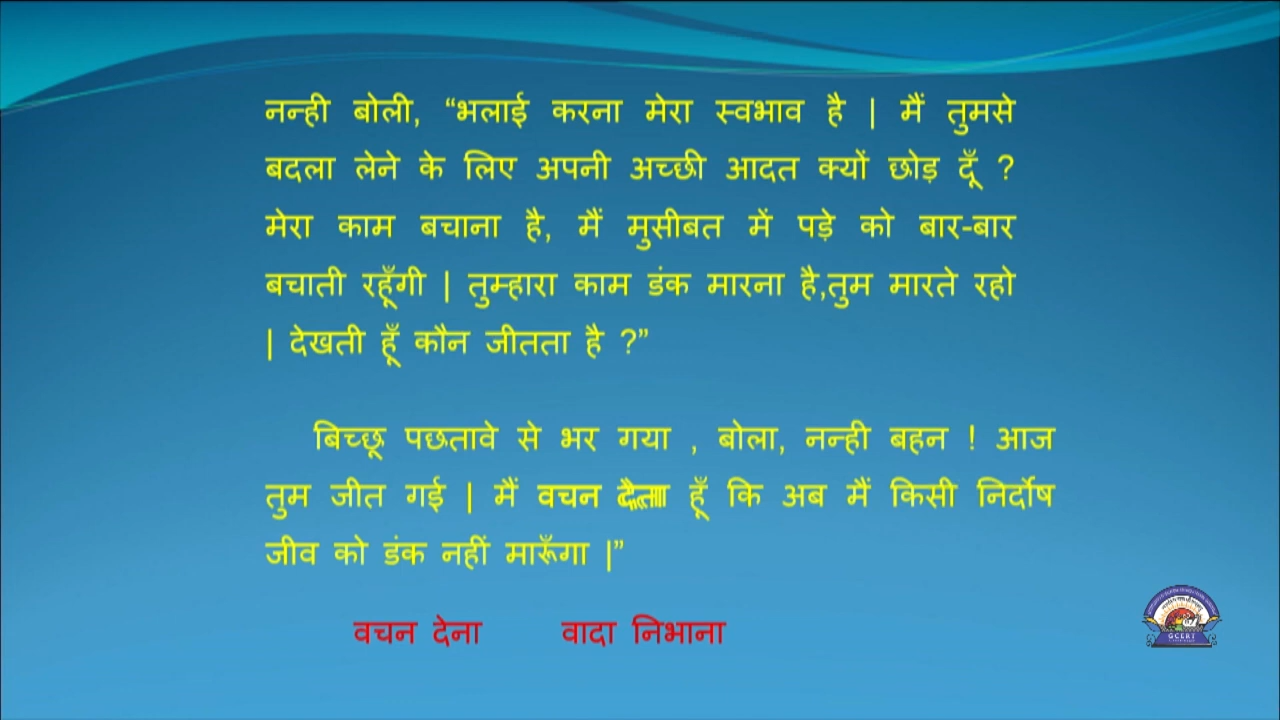 नन्ही बोली, “भलाई करना मेरा स्वभाव है | मैं तुमसे
बदला लेने के लिए अपनी अच्छी आदत क्यों छोड़ दूँ ?
मेरा काम बचाना है, मैं मुसीबत में पड़े को बार-बार
बचाती रहूँगी | तुम्हारा काम डंक मारना है,तुम मारते रहो
| देखती हूँ कौन जीतता है ?”
बिच्छू पछतावे से भर गया , बोला, नन्ही बहन ! आज
तुम जीत गई | मैं वचन हूँ कि अब मैं किसी निर्दोष
जीव को डंक नहीं मारूँगा |”
वचन देना वादा निभाना
GCERT